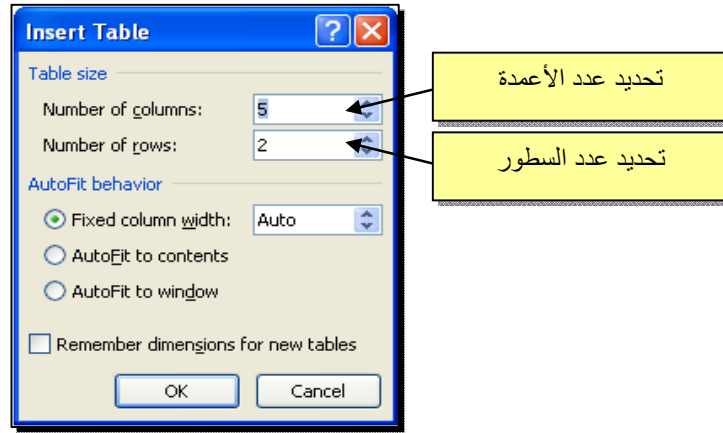 Insert Table
Table size
Number of columns: 5
Number of rows: 2
AutoFit behavior
Fixed column width: Auto
AutoFit to contents
AutoFit to window
Remember dimensions for new tables
OK Cancel
تحديد عدد الأعمدة
تحديد عدد السطور